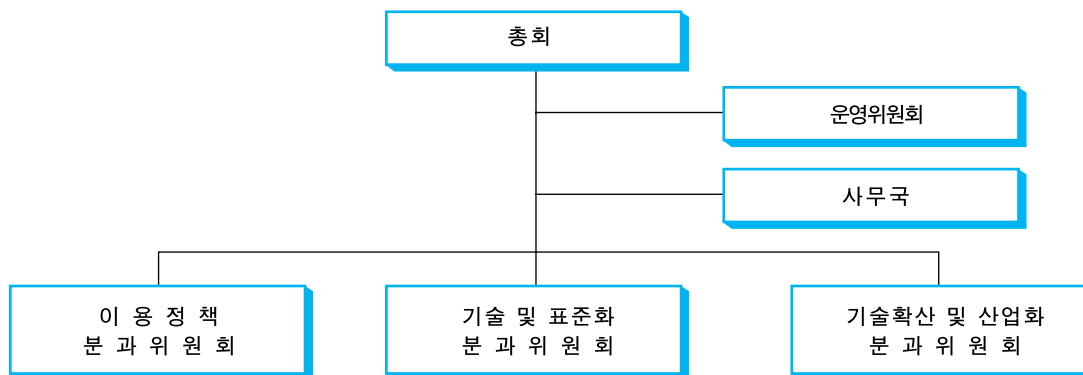 총회
운영위원회
사무국
이 용 정 책
분 과 위 원 회
기술 및 표준화
분 과 위 원 회
기술확산 및 산업화
분 과 위 원 회